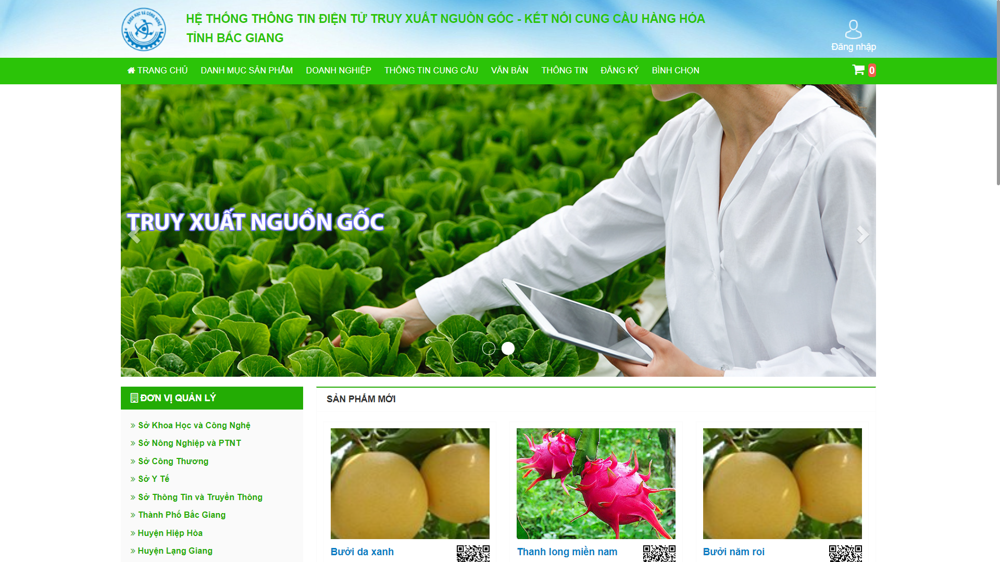 KHOA HỌC VÀ CÔNG NGHỆ
HỆ THỐNG THÔNG TIN ĐIỆN TỬ TRUY XUẤT NGUỒN GỐC - KẾT NỐI CUNG CẦU HÀNG HÓA
TỈNH BẮC GIANG
Đăng nhập
TRANG CHỦ DANH MỤC SẢN PHẨM DOANH NGHIỆP THÔNG TIN CUNG CẦU VĂN BẢN THÔNG TIN ĐĂNG KÝ BÌNH CHỌN 0
TRUY XUẤT NGUỒN GỐC
ĐƠN VỊ QUẢN LÝ
Sở Khoa Học và Công Nghệ
Sở Nông Nghiệp và PTNT
Sở Công Thương
Sở Y Tế
Sở Thông Tin và Truyền Thông
Thành Phố Bắc Giang
Huyện Hiệp Hòa
Huyện Lạng Giang
SẢN PHẨM MỚI
Bưởi da xanh
Thanh long miền nam
Bưởi năm roi